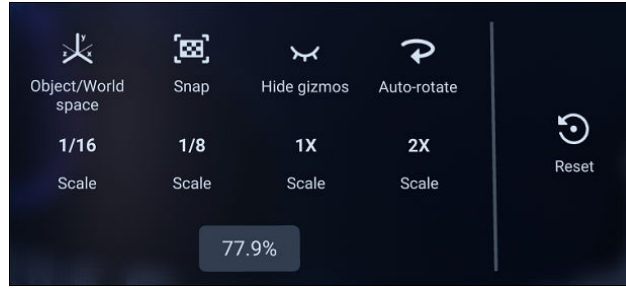 Object/World
space
Snap
Hide gizmos
Auto-rotate
1/16
Scale
1/8
Scale
1X
Scale
2X
Scale
Reset
77.9%